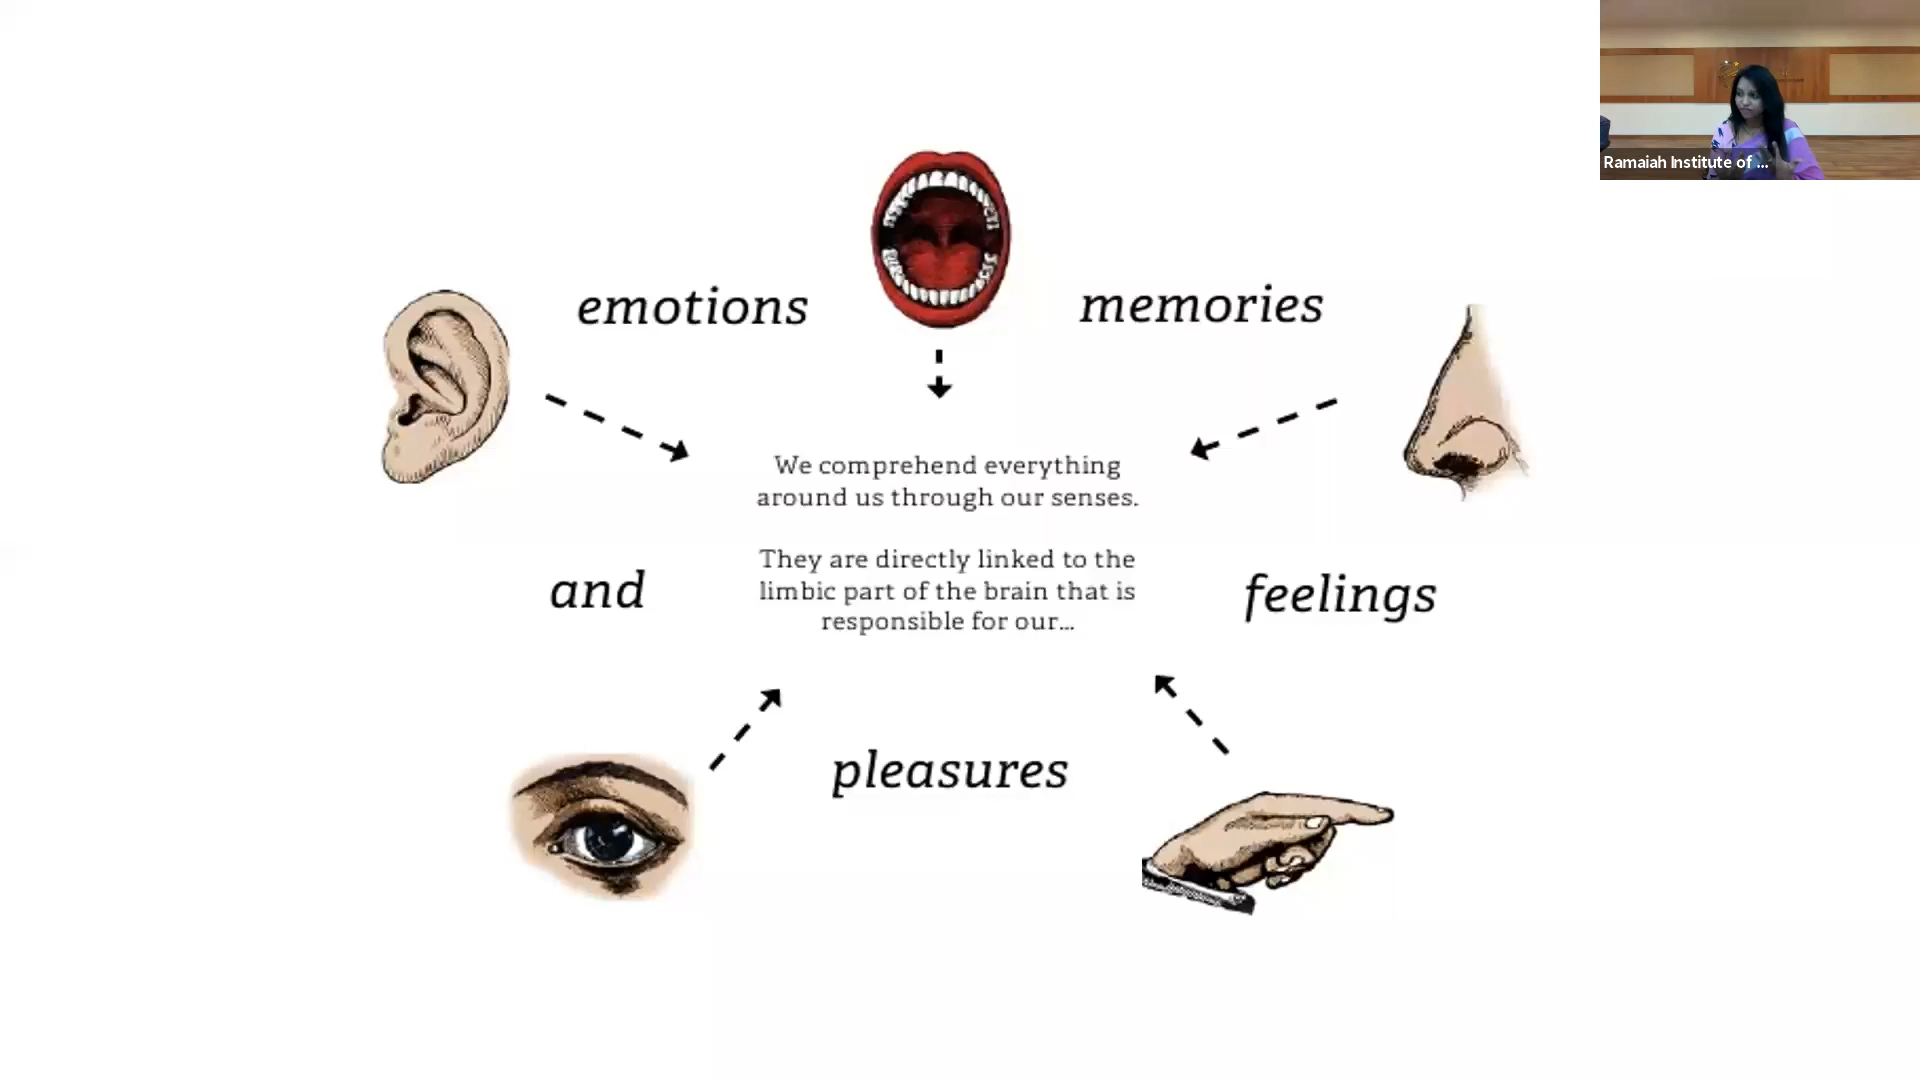 Ramaiah Institute of ...
emotions
memories
We comprehend everything
around us through our senses.
They are directly linked to the
limbic part of the brain that is
responsible for our...
and
feelings
pleasures